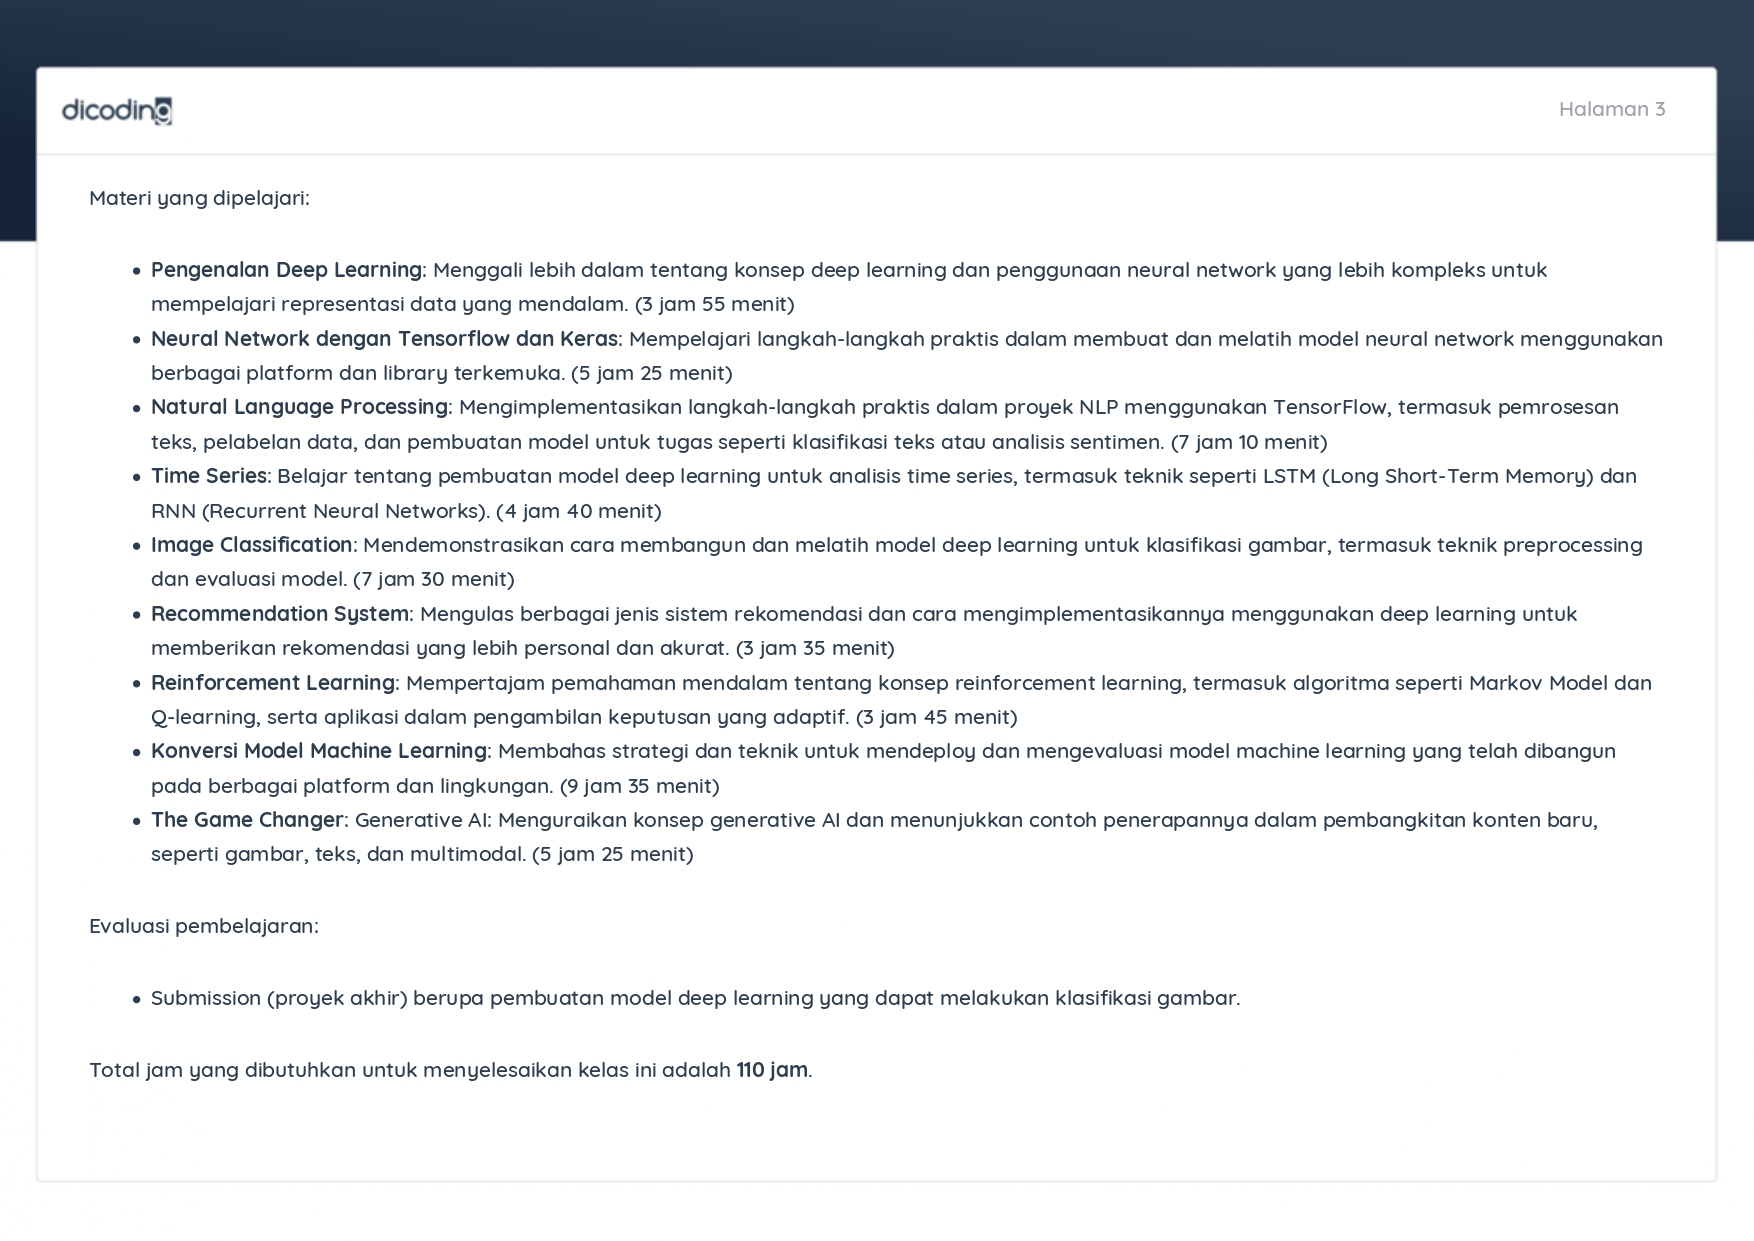 dicoding
Halaman 3
Materi yang dipelajari:
• Pengenalan Deep Learning: Menggali lebih dalam tentang konsep deep learning dan penggunaan neural network yang lebih kompleks untuk
mempelajari representasi data yang mendalam. (3 jam 55 menit)
• Neural Network dengan Tensorflow dan Keras: Mempelajari langkah-langkah praktis dalam membuat dan melatih model neural network menggunakan
berbagai platform dan library terkemuka. (5 jam 25 menit)
• Natural Language Processing: Mengimplementasikan langkah-langkah praktis dalam proyek NLP menggunakan TensorFlow, termasuk pemrosesan
teks, pelabelan data, dan pembuatan model untuk tugas seperti klasifikasi teks atau analisis sentimen. (7 jam 10 menit)
• Time Series: Belajar tentang pembuatan model deep learning untuk analisis time series, termasuk teknik seperti LSTM (Long Short-Term Memory) dan
RNN (Recurrent Neural Networks). (4 jam 40 menit)
• Image Classification: Mendemonstrasikan cara membangun dan melatih model deep learning untuk klasifikasi gambar, termasuk teknik preprocessing
dan evaluasi model. (7 jam 30 menit)
• Recommendation System: Mengulas berbagai jenis sistem rekomendasi dan cara mengimplementasikannya menggunakan deep learning untuk
memberikan rekomendasi yang lebih personal dan akurat. (3 jam 35 menit)
• Reinforcement Learning: Mempertajam pemahaman mendalam tentang konsep reinforcement learning, termasuk algoritma seperti Markov Model dan
Q-learning, serta aplikasi dalam pengambilan keputusan yang adaptif. (3 jam 45 menit)
• Konversi Model Machine Learning: Membahas strategi dan teknik untuk mendeploy dan mengevaluasi model machine learning yang telah dibangun
pada berbagai platform dan lingkungan. (9 jam 35 menit)
• The Game Changer: Generative AI: Menguraikan konsep generative AI dan menunjukkan contoh penerapannya dalam pembangkitan konten baru,
seperti gambar, teks, dan multimodal. (5 jam 25 menit)
Evaluasi pembelajaran:
• Submission (proyek akhir) berupa pembuatan model deep learning yang dapat melakukan klasifikasi gambar.
Total jam yang dibutuhkan untuk menyelesaikan kelas ini adalah 110 jam.